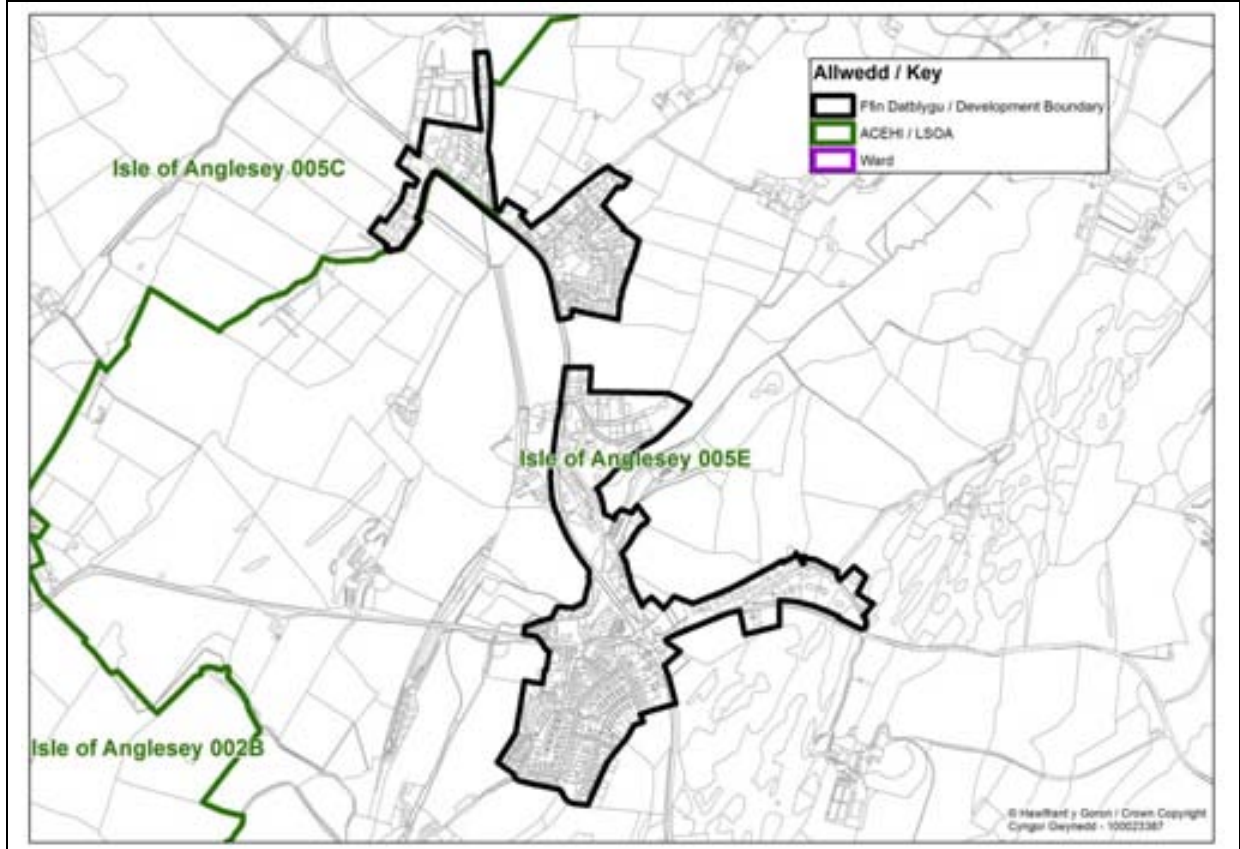 Allwedd / Key
Ffin Datblygu / Development Boundary
ACEHI / LSOA
Ward
Isle of Anglesey 005C
Isle of Anglesey 005E
Isle of Anglesey 002B
© Hawlfraint y Goron / Crown Copyright
Cyngor Gwynedd - 100023387